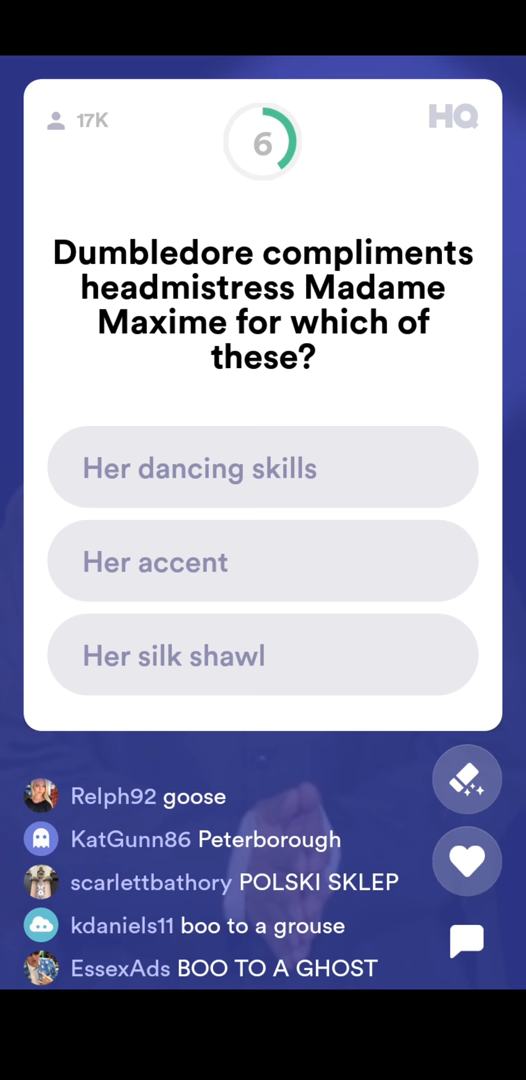 17K
6
HQ
Dumbledore compliments
headmistress Madame
Maxime for which of
these?
Her dancing skills
Her accent
Her silk shawl
Relph92 goose
KatGunn86 Peterborough
scarlettbathory POLSKI SKLEP
kdaniels11 boo to a grouse
EssexAds BOO TO A GHOST